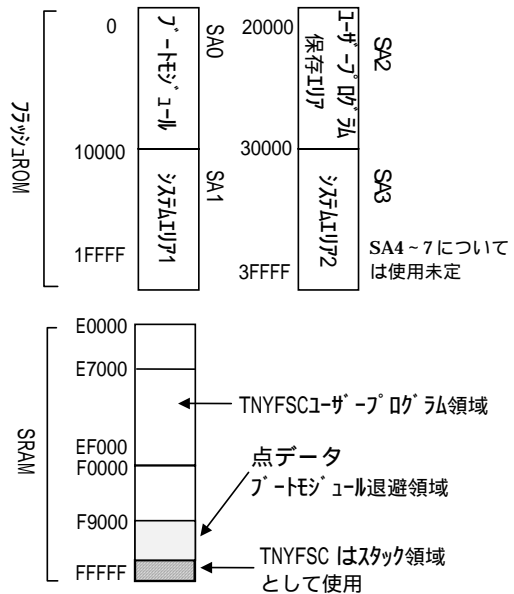 フラッシュROM
0
10000
1FFFF
ブートモジュール
SA0
システムエリア1
SA1
20000
30000
3FFFF
ユーザープログラム
保存エリア
SA2
システムエリア2
SA3
SA4~7について
は使用未定
SRAM
E0000
E7000
EF000
F0000
F9000
FFFFF
TNYFSCユーザープログラム領域
点データ
ブートモジュール退避領域
TNYFSC はスタック領域
として使用